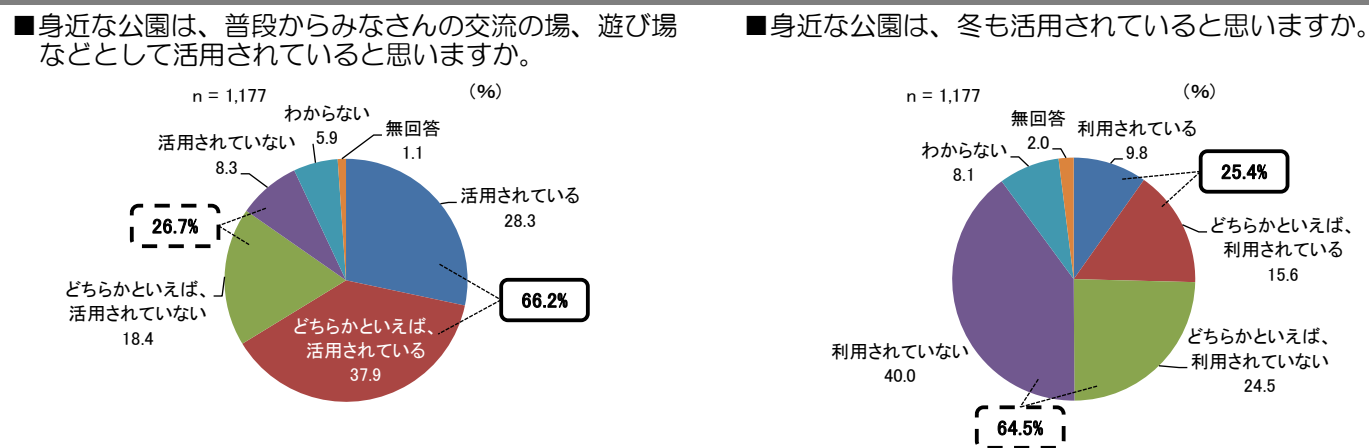 ■身近な公園は、普段からみなさんの交流の場、遊び場
などとして活用されていると思いますか。
n = 1,177
(%)
わからない
5.9
無回答
1.1
活用されていない
8.3
活用されている
28.3
26.7%
66.2%
どちらかといえば、
活用されていない
18.4
どちらかといえば、
活用されている
37.9
■身近な公園は、冬も活用されていると思いますか。
n = 1,177
(%)
無回答
2.0
利用されている
9.8
わからない
8.1
25.4%
どちらかといえば、
利用されている
15.6
利用されていない
40.0
どちらかといえば、
利用されていない
24.5
64.5%